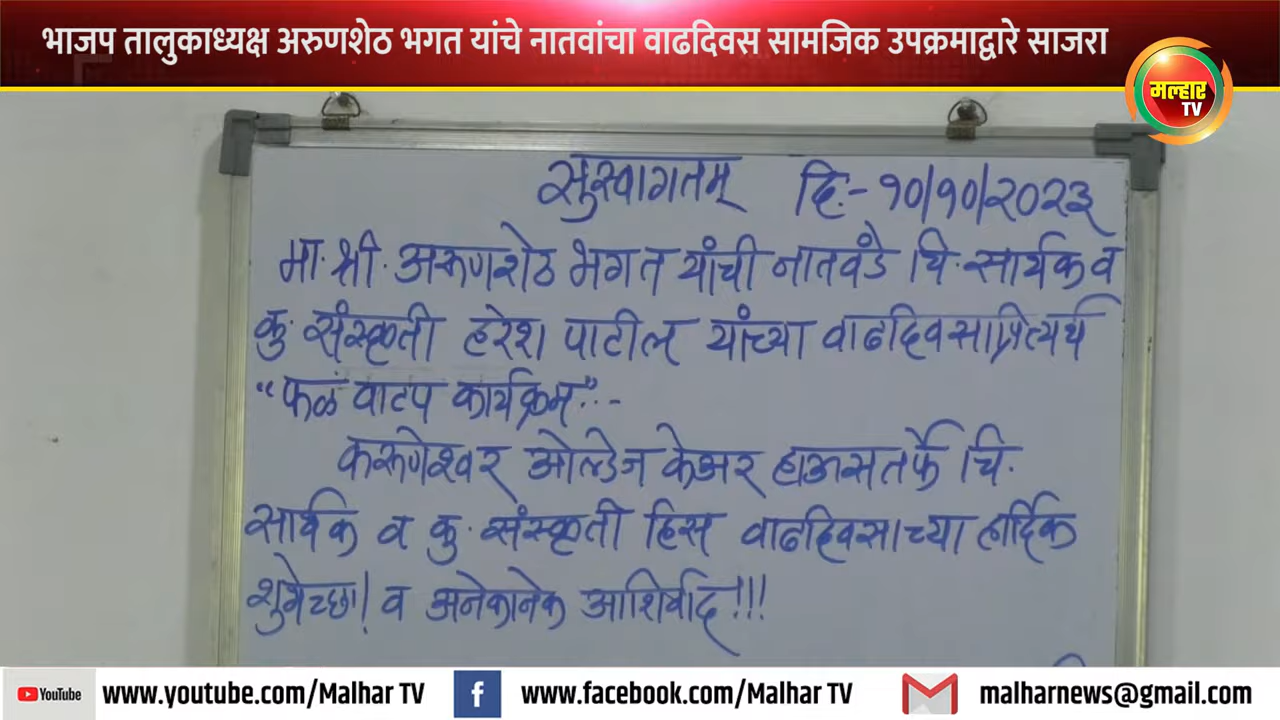 भाजप तालुकाध्यक्ष अरुणशेठ भगत यांचे नातवांचा वाढदिवस सामजिक उपक्रमाद्वारे साजरा
मल्हार
TV
सुस्वागतम् दि:- १०/१०/२०२३
मा. श्री. अरूणशेठ भगत यांची नातवंडे चि. सार्थक व
कु. संस्कृती हरेश पाटील यांच्या वाढदिवसाप्रित्यर्थ
"फळं वाटप कार्यक्रम":-
करूणेश्वर ओल्डेज केअर हाऊसतर्फे चि.
सार्थक व कु. संस्कृती हिस वाढदिवसाच्या हार्दिक
शुभेच्छा! व अनेकानेक आशिर्वाद!!!
YouTube www.youtube.com/Malhar TV f www.facebook.com/Malhar TV malharnews@gmail.com